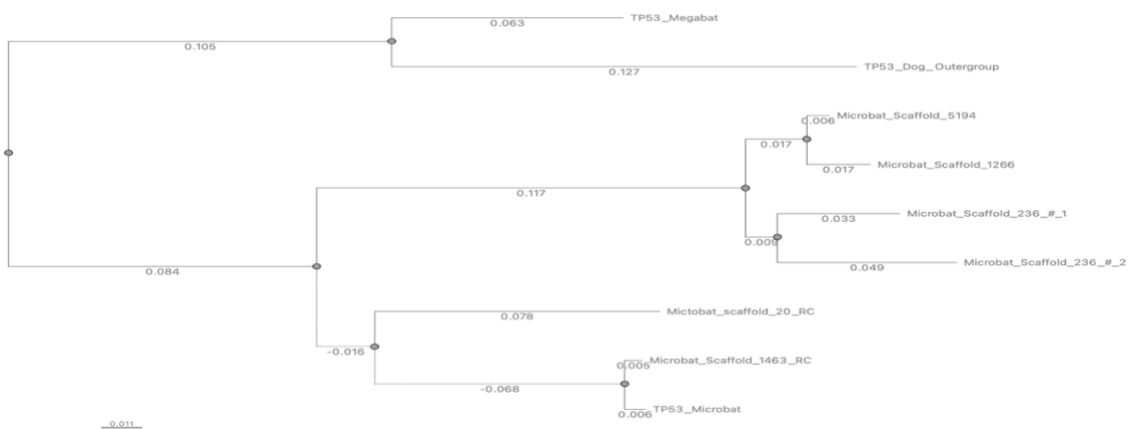 TP53_Megabat
0.063
0.105
TP53_Dog_Outergroup
0.127
Microbat_Scaffold_5194
0.006
0.017
Microbat_Scaffold_1266
0.017
0.117
Microbat_Scaffold_236_#_1
0.033
0.009
Microbat_Scaffold_236_#_2
0.049
0.084
Mictobat_scaffold_20_RC
0.078
-0.016
Microbat_Scaffold_1463_RC
0.005
-0.068
TP53_Microbat
0.006
0.011